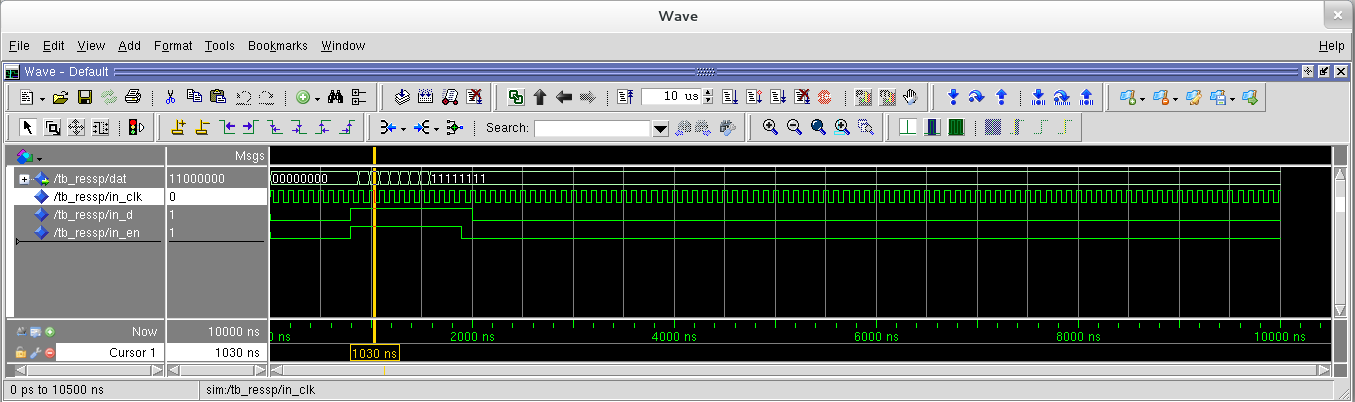 Wave
File Edit View Add Format Tools Bookmarks Window Help
Wave - Default
10 us
Search:
Msgs
/tb_ressp/dat 11000000 00000000 11111111
/tb_ressp/in_clk 0
/tb_ressp/in_d 1
/tb_ressp/in_en 1
Now 10000 ns 0 ns 2000 ns 4000 ns 6000 ns 8000 ns 10000 ns
Cursor 1 1030 ns 1030 ns
0 ps to 10500 ns sim:/tb_ressp/in_clk